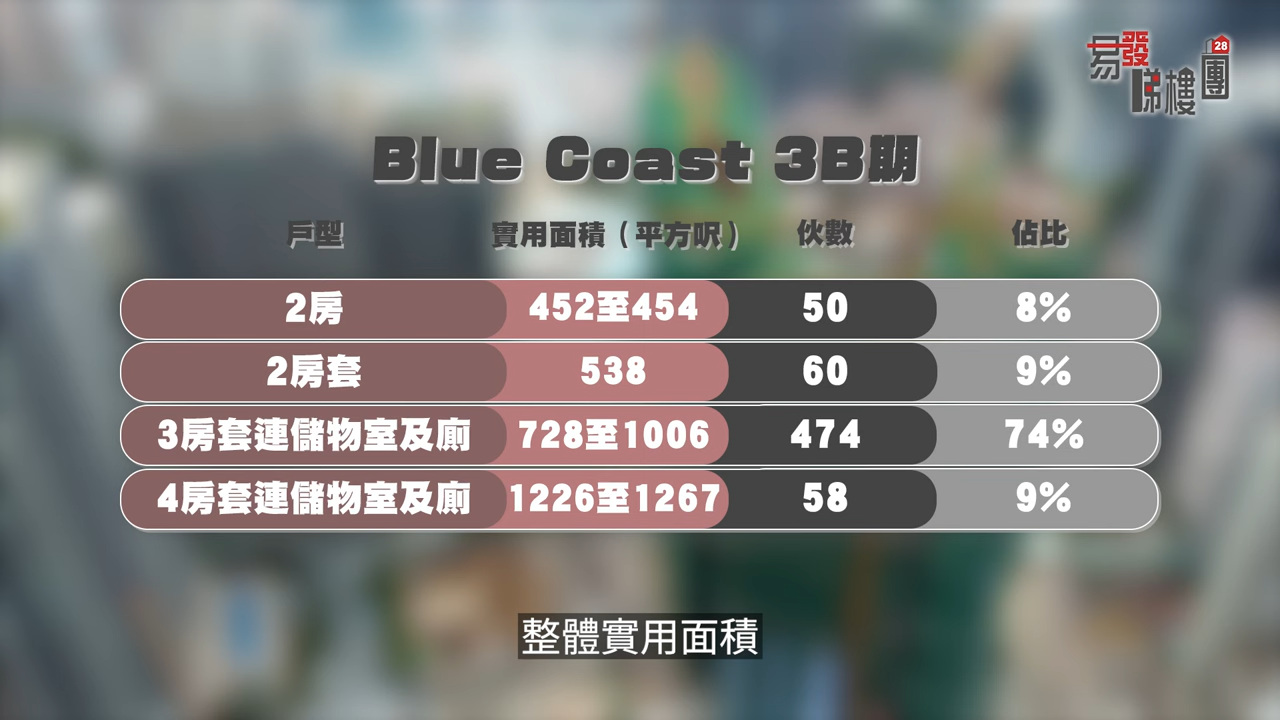 易發睇樓團 28
Blue Coast 3B期
戶型 實用面積（平方呎） 伙數 佔比
2房 452至454 50 8%
2房套 538 60 9%
3房套連儲物室及廁 728至1006 474 74%
4房套連儲物室及廁 1226至1267 58 9%
整體實用面積